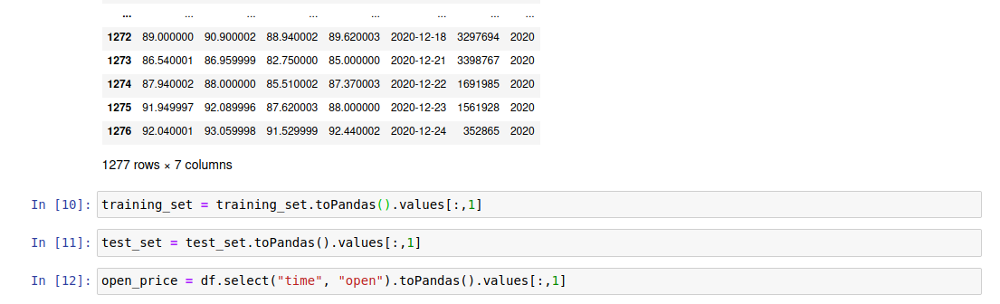 ... ... ... ... ... ... ... ...
1272 89.000000 90.900002 88.940002 89.620003 2020-12-18 3297694 2020
1273 86.540001 86.959999 82.750000 85.000000 2020-12-21 3398767 2020
1274 87.940002 88.000000 85.510002 87.370003 2020-12-22 1691985 2020
1275 91.949997 92.089996 87.620003 88.000000 2020-12-23 1561928 2020
1276 92.040001 93.059998 91.529999 92.440002 2020-12-24 352865 2020
1277 rows × 7 columns
In [10]: training_set = training_set.toPandas().values[:,1]
In [11]: test_set = test_set.toPandas().values[:,1]
In [12]: open_price = df.select("time", "open").toPandas().values[:,1]